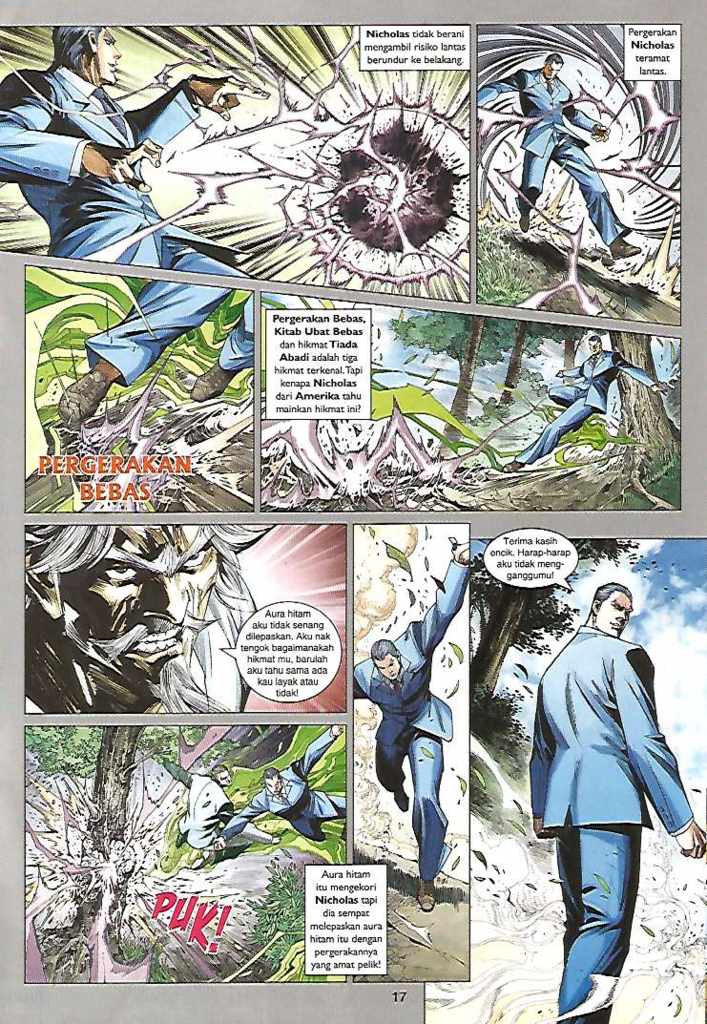 Nicholas tidak berani
mengambil risiko lantas
berundur ke belakang.
Pergerakan
Nicholas
teramat
lantas.
PERGERAKAN
BEBAS
Pergerakan Bebas,
Kitab Ubat Bebas
dan hikmat Tiada
Abadi adalah tiga
hikmat terkenal. Tapi
kenapa Nicholas
dari Amerika tahu
mainkan hikmat ini?
Aura hitam
aku tidak senang
dilepaskan. Aku nak
tengok bagaimanakah
hikmat mu, barulah
aku tahu sama ada
kau layak atau
tidak!
Terima kasih
encik. Harap-harap
aku tidak meng-
ganggumu!
PUK!
Aura hitam
itu mengekori
Nicholas tapi
dia sempat
melepaskan aura
hitam itu dengan
pergerakannya
yang amat pelik!
17